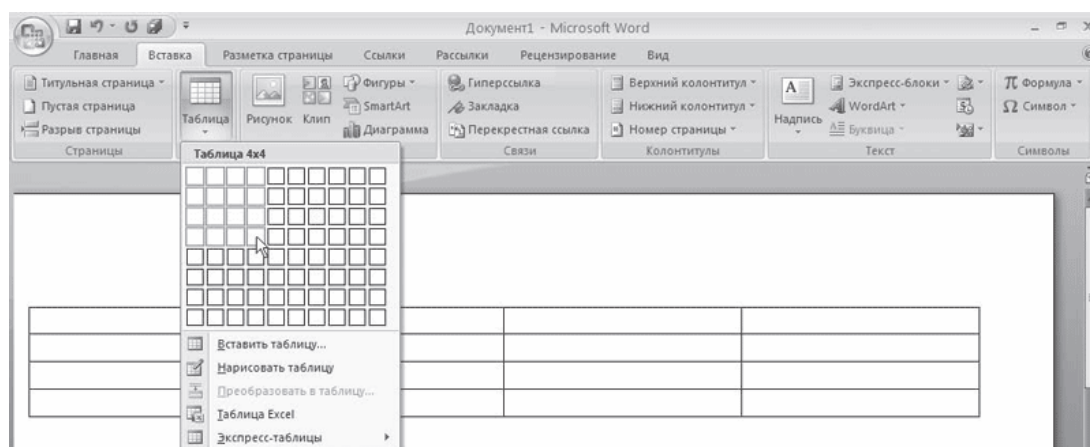 Документ1 - Microsoft Word
Главная Вставка Разметка страницы Ссылки Рассылки Рецензирование Вид
Титульная страница
Пустая страница
Разрыв страницы
Страницы
Таблица
Рисунок
Клип
Фигуры
SmartArt
Диаграмма
Гиперссылка
Закладка
Перекрестная ссылка
Связи
Верхний колонтитул
Нижний колонтитул
Номер страницы
Колонтитулы
Надпись
Экспресс-блоки
WordArt
Буквица
Текст
π Формула
Ω Символ
Символы
Таблица 4x4
Вставить таблицу...
Нарисовать таблицу
Преобразовать в таблицу...
Таблица Excel
Экспресс-таблицы